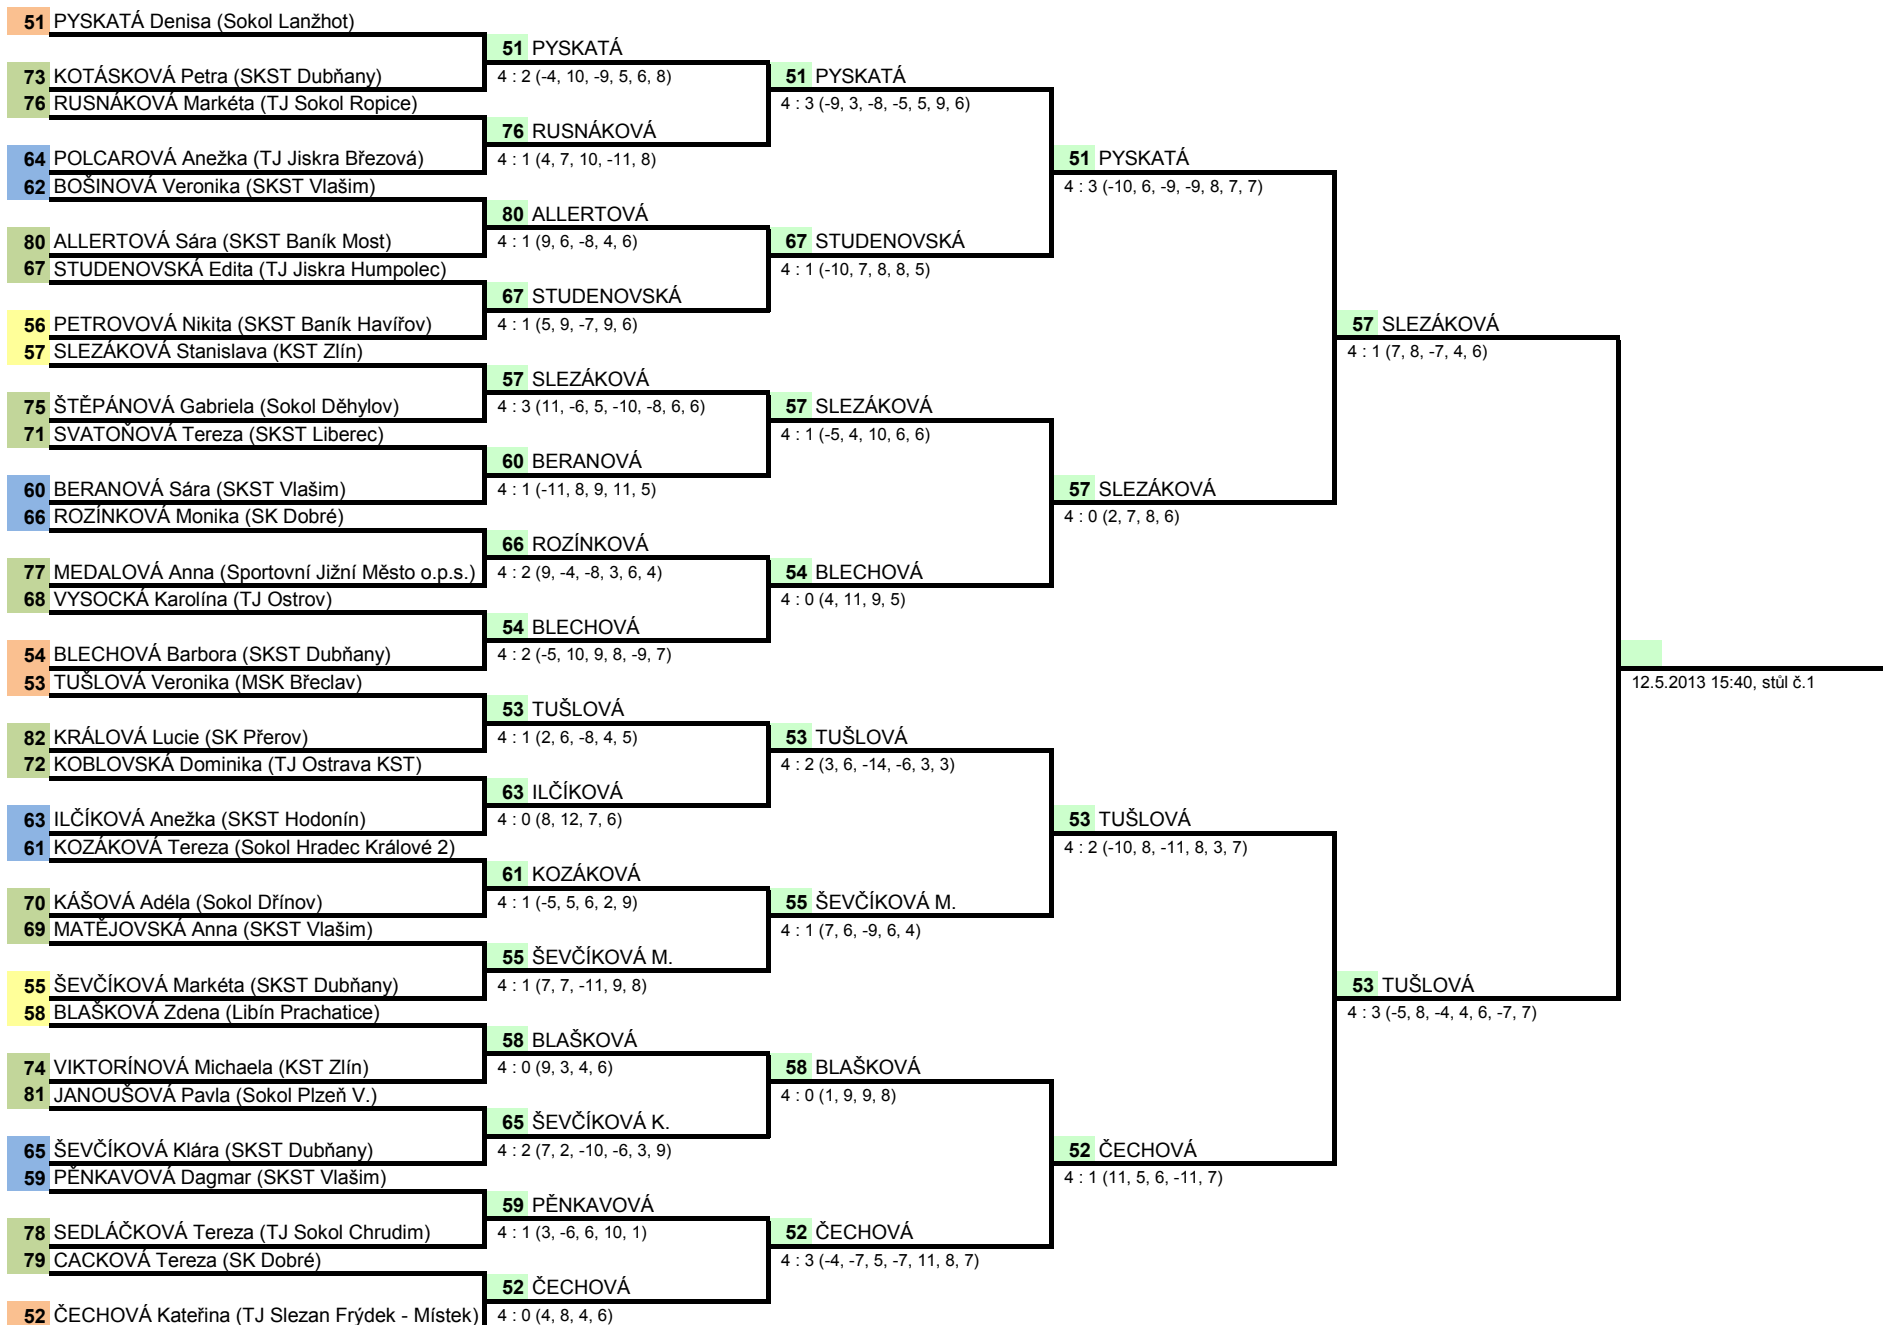 51 PYSKATÁ Denisa (Sokol Lanžhot)
73 KOTÁSKOVÁ Petra (SKST Dubňany)
76 RUSNÁKOVÁ Markéta (TJ Sokol Ropice)
64 POLCAROVÁ Anežka (TJ Jiskra Březová)
62 BOŠINOVÁ Veronika (SKST Vlašim)
80 ALLERTOVÁ Sára (SKST Baník Most)
67 STUDENOVSKÁ Edita (TJ Jiskra Humpolec)
56 PETROVOVÁ Nikita (SKST Baník Havířov)
57 SLEZÁKOVÁ Stanislava (KST Zlín)
75 ŠTĚPÁNOVÁ Gabriela (Sokol Děhylov)
71 SVATOŇOVÁ Tereza (SKST Liberec)
60 BERANOVÁ Sára (SKST Vlašim)
66 ROZÍNKOVÁ Monika (SK Dobré)
77 MEDALOVÁ Anna (Sportovní Jižní Město o.p.s.)
68 VYSOCKÁ Karolína (TJ Ostrov)
54 BLECHOVÁ Barbora (SKST Dubňany)
53 TUŠLOVÁ Veronika (MSK Břeclav)
82 KRÁLOVÁ Lucie (SK Přerov)
72 KOBLOVSKÁ Dominika (TJ Ostrava KST)
63 ILČÍKOVÁ Anežka (SKST Hodonín)
61 KOZÁKOVÁ Tereza (Sokol Hradec Králové 2)
70 KÁŠOVÁ Adéla (Sokol Dřínov)
69 MATĚJOVSKÁ Anna (SKST Vlašim)
55 ŠEVČÍKOVÁ Markéta (SKST Dubňany)
58 BLAŠKOVÁ Zdena (Libín Prachatice)
74 VIKTORÍNOVÁ Michaela (KST Zlín)
81 JANOUŠOVÁ Pavla (Sokol Plzeň V.)
65 ŠEVČÍKOVÁ Klára (SKST Dubňany)
59 PĚNKAVOVÁ Dagmar (SKST Vlašim)
78 SEDLÁČKOVÁ Tereza (TJ Sokol Chrudim)
79 CACKOVÁ Tereza (SK Dobré)
52 ČECHOVÁ Kateřina (TJ Slezan Frýdek - Místek)
51 PYSKATÁ
4 : 2 (-4, 10, -9, 5, 6, 8)
76 RUSNÁKOVÁ
4 : 1 (4, 7, 10, -11, 8)
80 ALLERTOVÁ
4 : 1 (9, 6, -8, 4, 6)
67 STUDENOVSKÁ
4 : 1 (5, 9, -7, 9, 6)
57 SLEZÁKOVÁ
4 : 3 (11, -6, 5, -10, -8, 6, 6)
60 BERANOVÁ
4 : 1 (-11, 8, 9, 11, 5)
66 ROZÍNKOVÁ
4 : 2 (9, -4, -8, 3, 6, 4)
54 BLECHOVÁ
4 : 2 (-5, 10, 9, 8, -9, 7)
53 TUŠLOVÁ
4 : 1 (2, 6, -8, 4, 5)
63 ILČÍKOVÁ
4 : 0 (8, 12, 7, 6)
61 KOZÁKOVÁ
4 : 1 (-5, 5, 6, 2, 9)
55 ŠEVČÍKOVÁ M.
4 : 1 (7, 7, -11, 9, 8)
58 BLAŠKOVÁ
4 : 0 (9, 3, 4, 6)
65 ŠEVČÍKOVÁ K.
4 : 2 (7, 2, -10, -6, 3, 9)
59 PĚNKAVOVÁ
4 : 1 (3, -6, 6, 10, 1)
52 ČECHOVÁ
4 : 0 (4, 8, 4, 6)
51 PYSKATÁ
4 : 3 (-9, 3, -8, -5, 5, 9, 6)
67 STUDENOVSKÁ
4 : 1 (-10, 7, 8, 8, 5)
57 SLEZÁKOVÁ
4 : 1 (-5, 4, 10, 6, 6)
54 BLECHOVÁ
4 : 0 (4, 11, 9, 5)
53 TUŠLOVÁ
4 : 2 (3, 6, -14, -6, 3, 3)
55 ŠEVČÍKOVÁ M.
4 : 1 (7, 6, -9, 6, 4)
58 BLAŠKOVÁ
4 : 0 (1, 9, 9, 8)
52 ČECHOVÁ
4 : 3 (-4, -7, 5, -7, 11, 8, 7)
51 PYSKATÁ
4 : 3 (-10, 6, -9, -9, 8, 7, 7)
57 SLEZÁKOVÁ
4 : 0 (2, 7, 8, 6)
53 TUŠLOVÁ
4 : 2 (-10, 8, -11, 8, 3, 7)
52 ČECHOVÁ
4 : 1 (11, 5, 6, -11, 7)
57 SLEZÁKOVÁ
4 : 1 (7, 8, -7, 4, 6)
53 TUŠLOVÁ
4 : 3 (-5, 8, -4, 4, 6, -7, 7)
12.5.2013 15:40, stůl č.1